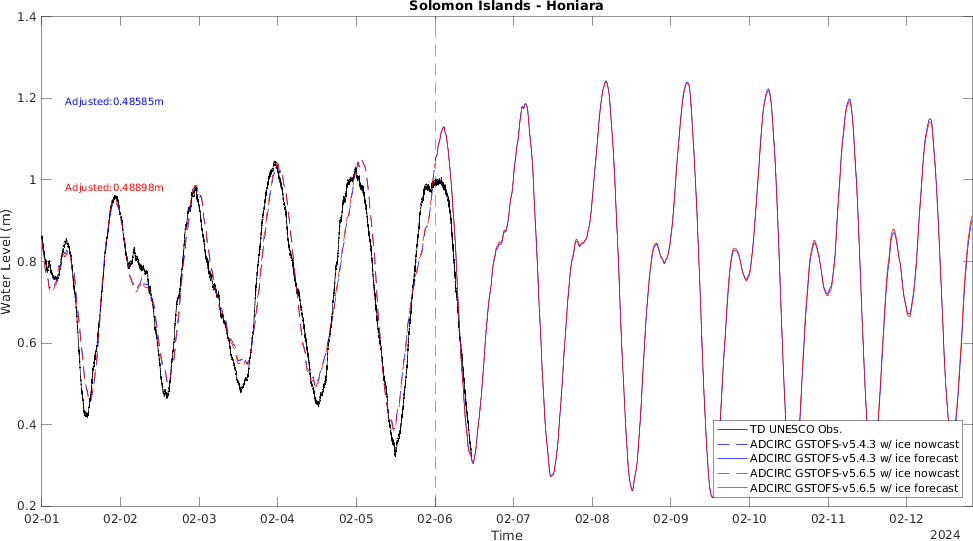 Solomon Islands - Honiara
1.4
1.2
1
0.8
0.6
0.4
0.2
Water Level (m)
Adjusted:0.48585m
Adjusted:0.48898m
TD UNESCO Obs.
ADCIRC GSTOFS-v5.4.3 w/ ice nowcast
ADCIRC GSTOFS-v5.4.3 w/ ice forecast
ADCIRC GSTOFS-v5.6.5 w/ ice nowcast
ADCIRC GSTOFS-v5.6.5 w/ ice forecast
02-01 02-02 02-03 02-04 02-05 02-06 02-07 02-08 02-09 02-10 02-11 02-12
Time
2024